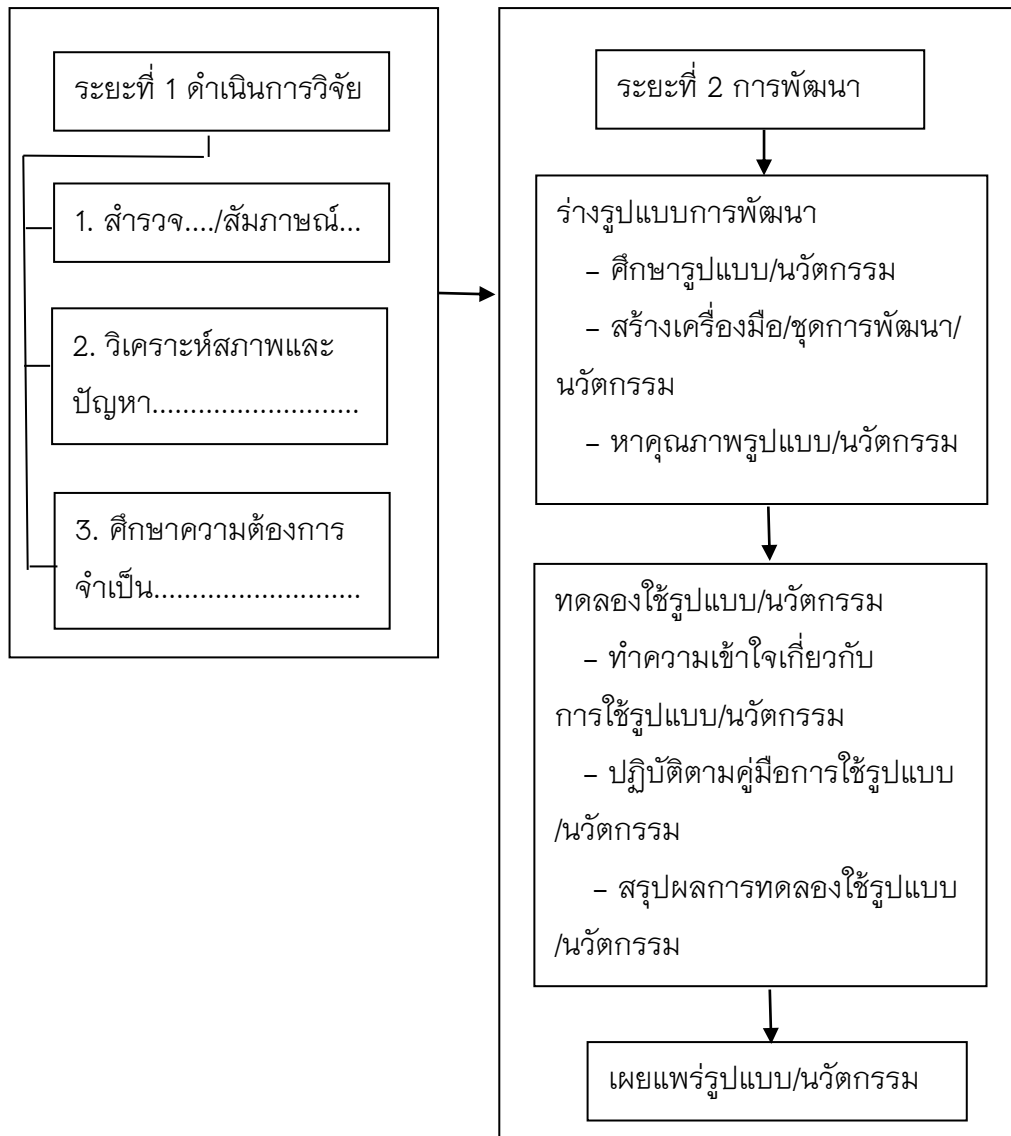 ระยะที่ 1 ดำเนินการวิจัย
1. สำรวจ..../สัมภาษณ์...
2. วิเคราะห์สภาพและ
ปัญหา..........................
3. ศึกษาความต้องการ
จำเป็น..........................
ระยะที่ 2 การพัฒนา
ร่างรูปแบบการพัฒนา
– ศึกษารูปแบบ/นวัตกรรม
– สร้างเครื่องมือ/ชุดการพัฒนา/
นวัตกรรม
– หาคุณภาพรูปแบบ/นวัตกรรม
ทดลองใช้รูปแบบ/นวัตกรรม
– ทำความเข้าใจเกี่ยวกับ
การใช้รูปแบบ/นวัตกรรม
– ปฏิบัติตามคู่มือการใช้รูปแบบ
/นวัตกรรม
– สรุปผลการทดลองใช้รูปแบบ
/นวัตกรรม
เผยแพร่รูปแบบ/นวัตกรรม